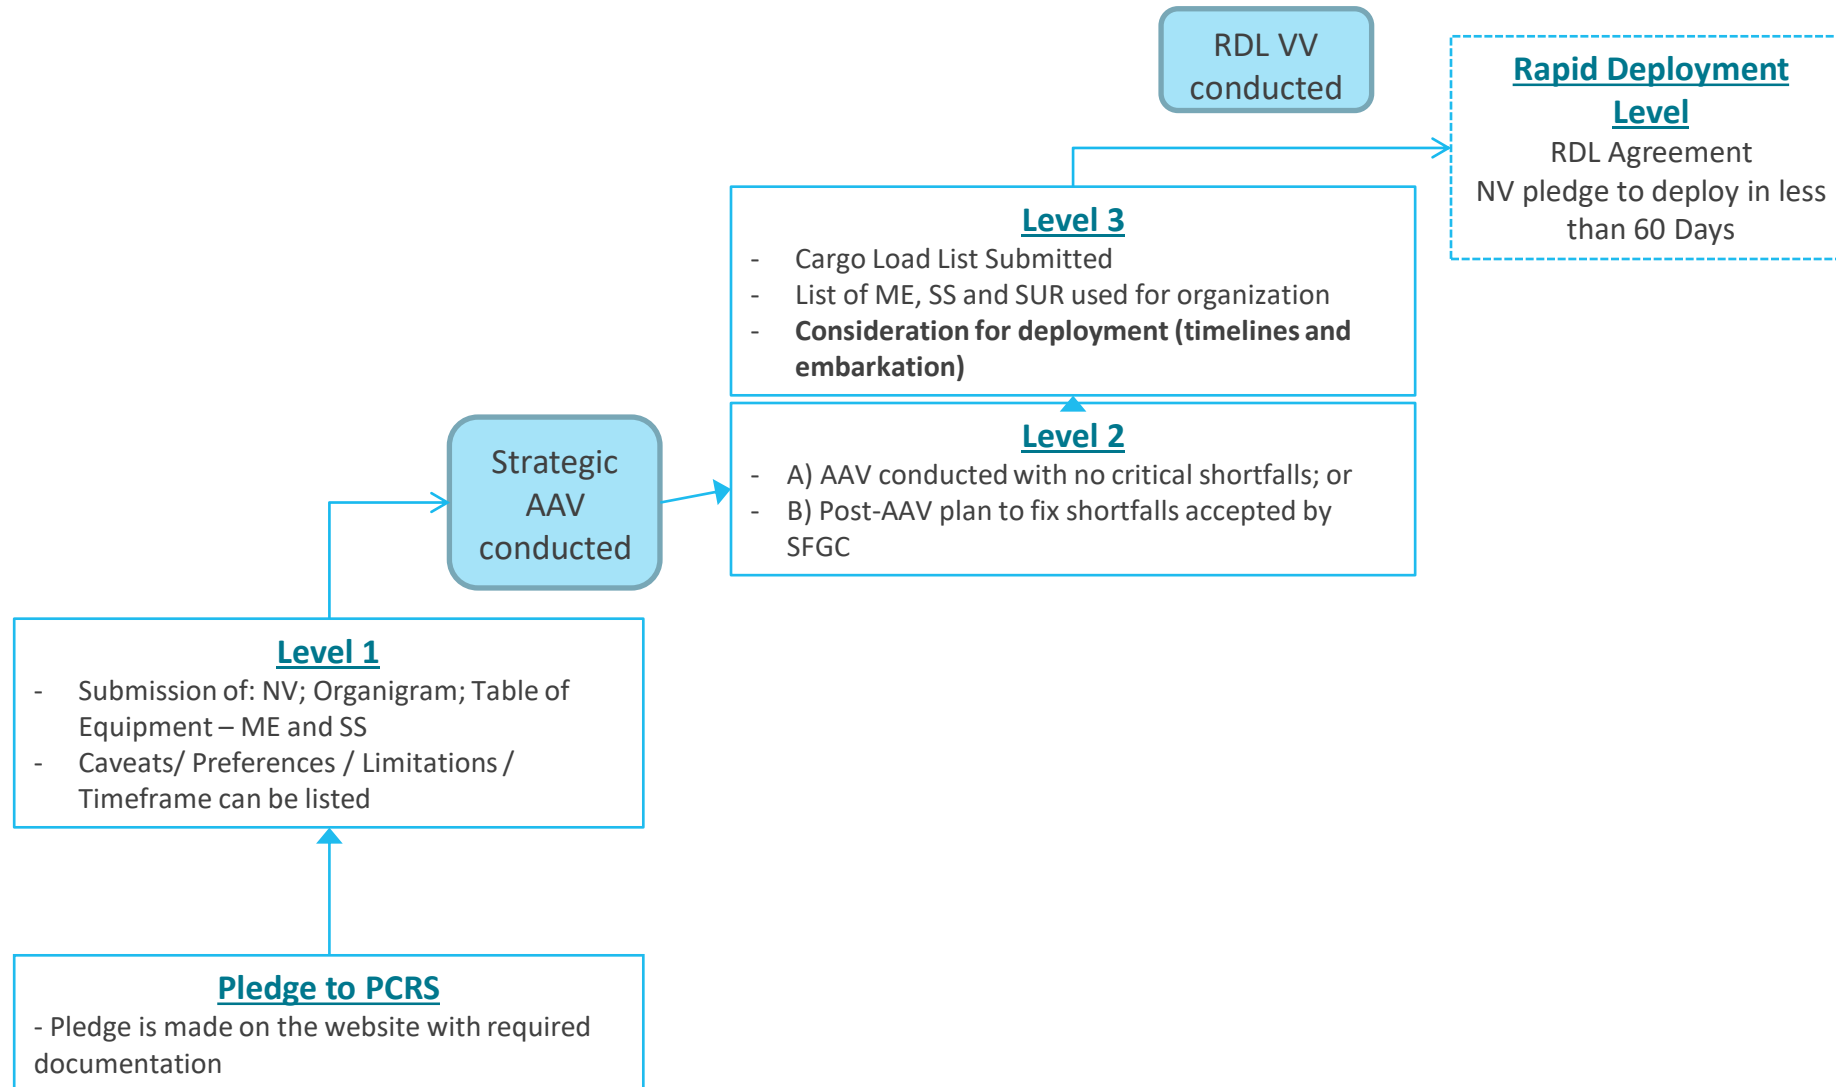 RDL VV
conducted
Rapid Deployment
Level
RDL Agreement
NV pledge to deploy in less
than 60 Days
Level 3
- Cargo Load List Submitted
- List of ME, SS and SUR used for organization
- Consideration for deployment (timelines and
embarkation)
Strategic
AAV
conducted
Level 2
- A) AAV conducted with no critical shortfalls; or
- B) Post-AAV plan to fix shortfalls accepted by
SFGC
Level 1
- Submission of: NV; Organigram; Table of
Equipment – ME and SS
- Caveats/ Preferences / Limitations /
Timeframe can be listed
Pledge to PCRS
- Pledge is made on the website with required
documentation